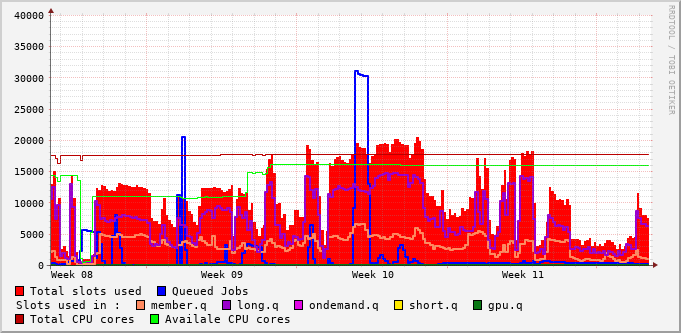 40000
35000
30000
25000
20000
15000
10000
5000
0
Week 08 Week 09 Week 10 Week 11
RRDTOOL / TOBI OETIKER
Total slots used Queued Jobs
Slots used in : member.q long.q ondemand.q short.q gpu.q
Total CPU cores Availale CPU cores